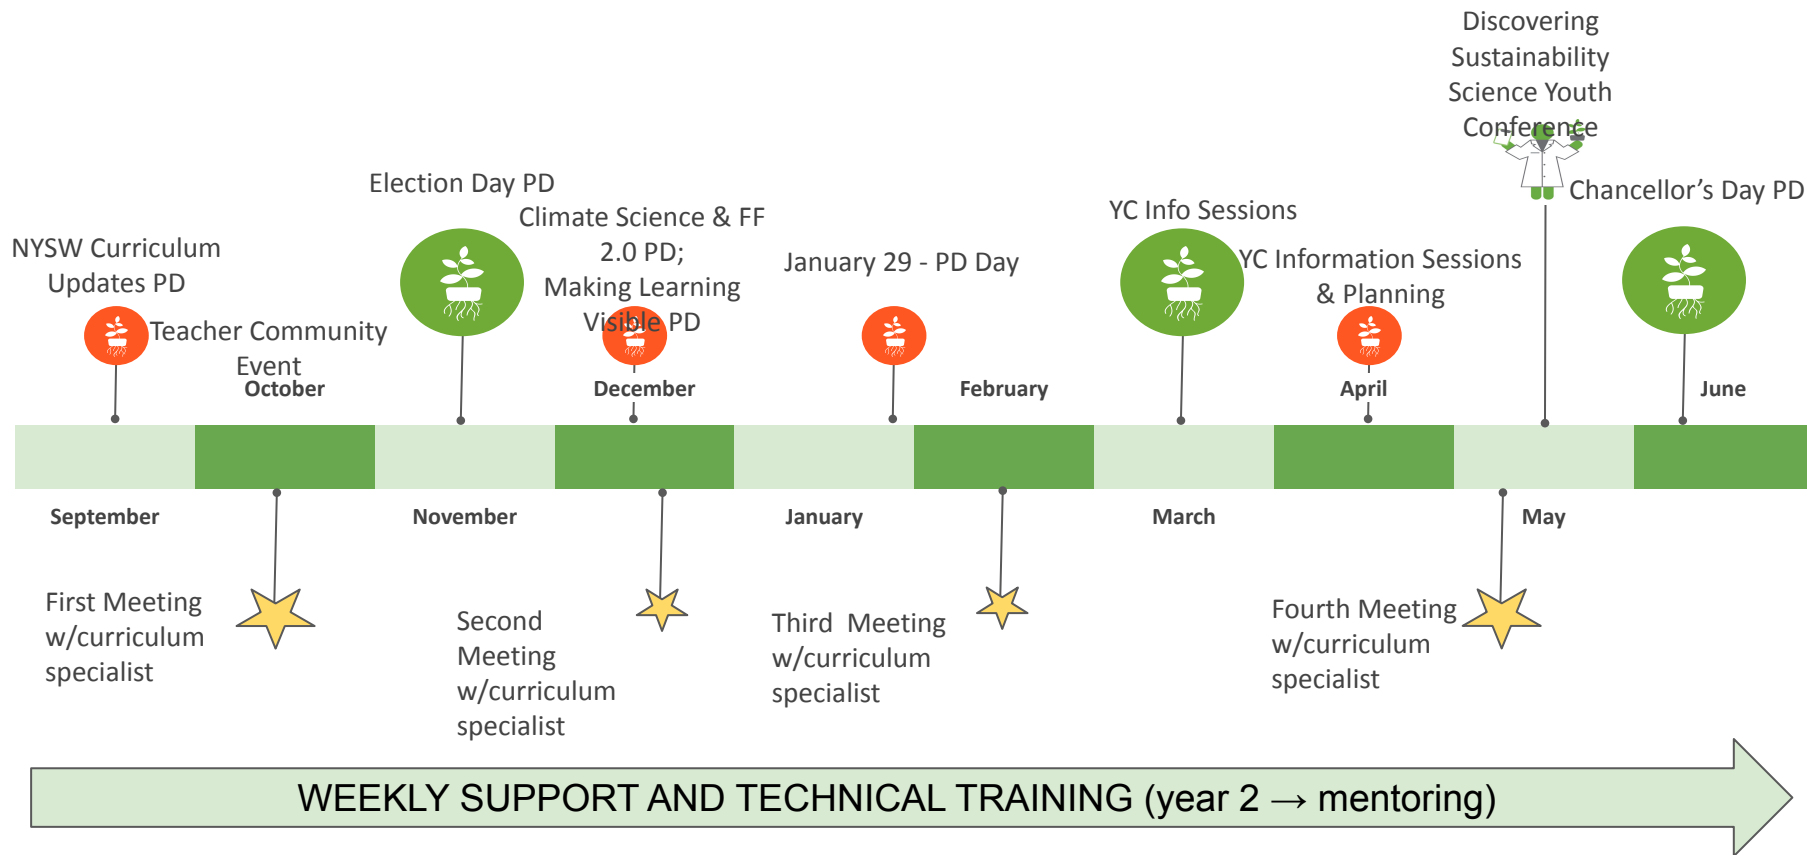 Discovering
Sustainability
Science Youth
Conference
Election Day PD
Chancellor’s Day PD
Climate Science & FF
2.0 PD;
Making Learning
Visible PD
YC Info Sessions
NYSW Curriculum
Updates PD
January 29 - PD Day
YC Information Sessions
& Planning
Teacher Community
Event
October
December
February
April
June
September
November
January
March
May
First Meeting
w/curriculum
specialist
Second
Meeting
w/curriculum
specialist
Third  Meeting
w/curriculum
specialist
Fourth Meeting
w/curriculum
specialist
WEEKLY SUPPORT AND TECHNICAL TRAINING (year 2 → mentoring)